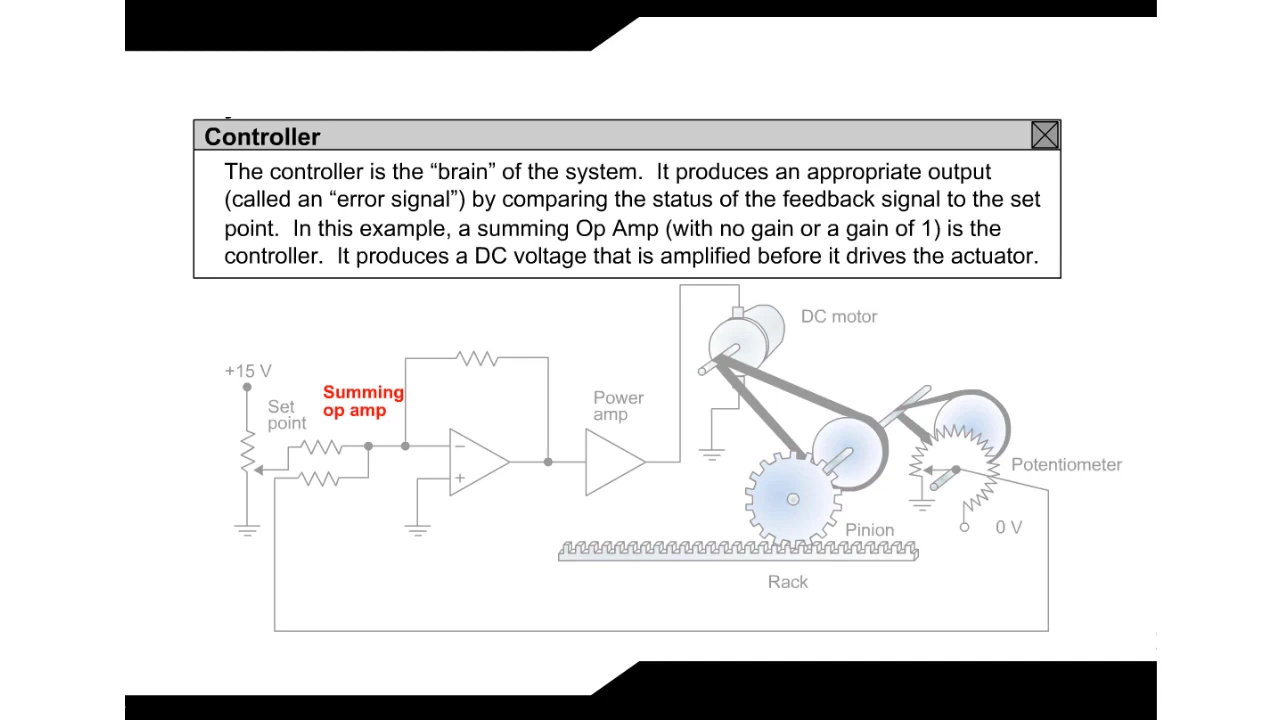 Controller
The controller is the “brain” of the system.  It produces an appropriate output
(called an “error signal”) by comparing the status of the feedback signal to the set
point.  In this example, a summing Op Amp (with no gain or a gain of 1) is the
controller.  It produces a DC voltage that is amplified before it drives the actuator.
DC motor
+15 V
Set
point
Summing
op amp
Power
amp
−
+
Potentiometer
Pinion
0 V
Rack